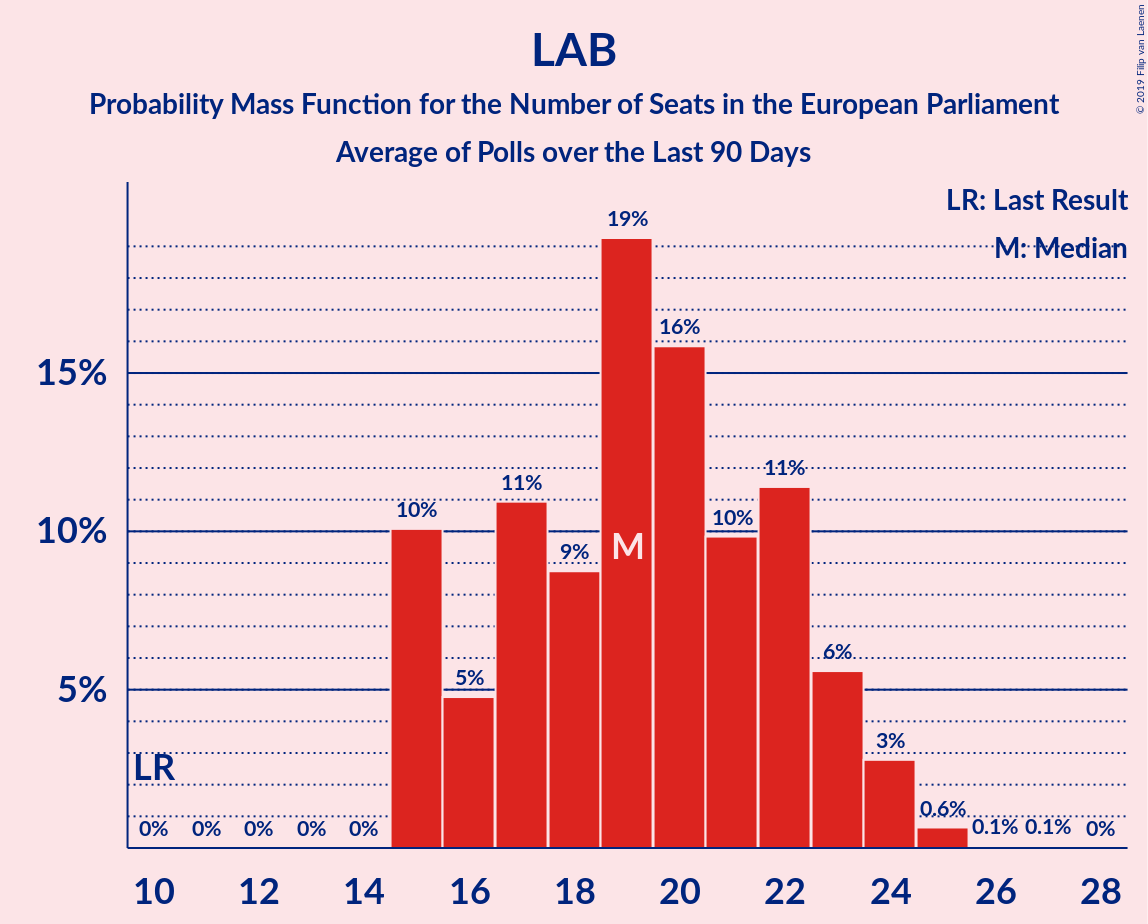 LAB
Probability Mass Function for the Number of Seats in the European Parliament
Average of Polls over the Last 90 Days
© 2019 Filip van Laenen
LR: Last Result
M: Median
15%
10%
5%
LR
0%
0%
0%
0%
0%
10%
5%
11%
9%
19%
M
16%
10%
11%
6%
3%
0.6%
0.1%
0.1%
0%
10 12 14 16 18 20 22 24 26 28